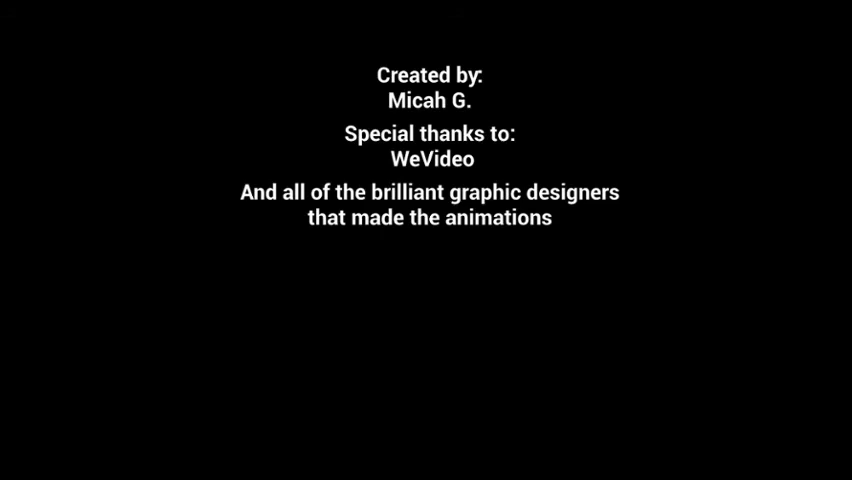 Created by:
Micah G.
Special thanks to:
WeVideo
And all of the brilliant graphic designers
that made the animations